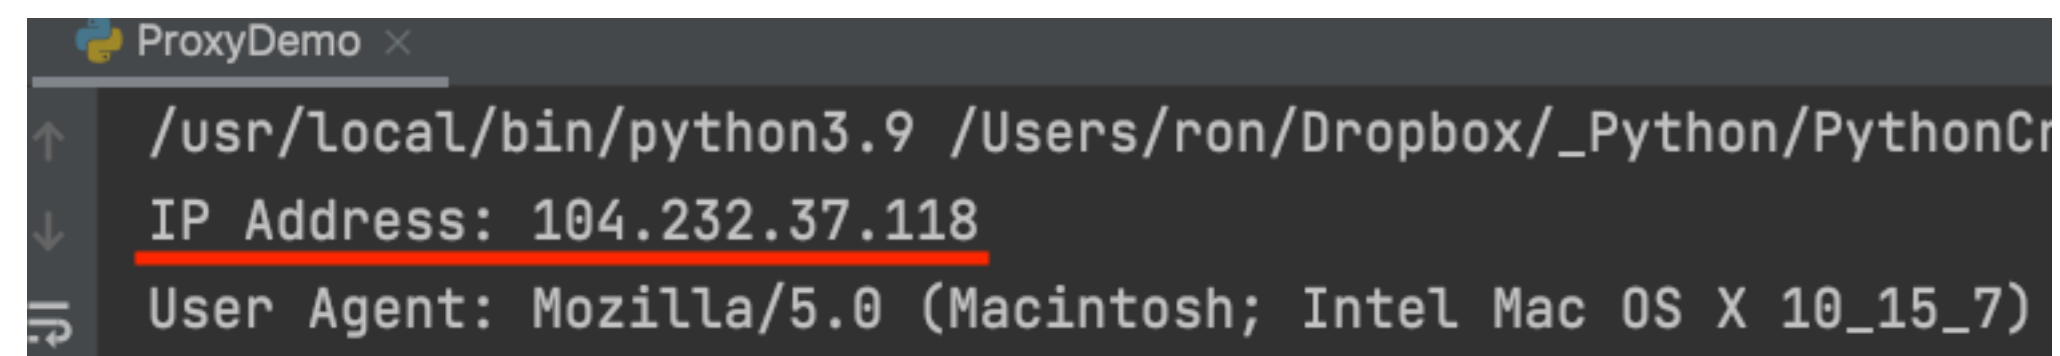 ProxyDemo
/usr/local/bin/python3.9 /Users/ron/Dropbox/_Python/PythonCr
IP Address: 104.232.37.118
User Agent: Mozilla/5.0 (Macintosh; Intel Mac OS X 10_15_7)